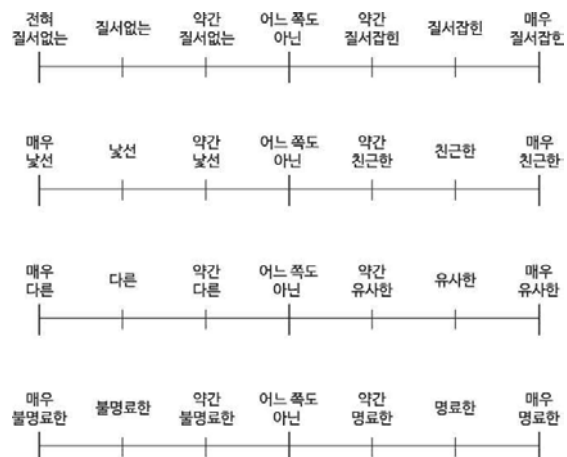 전혀 질서없는 약간 어느 쪽도 약간 질서잡힌 매우
질서없는 질서없는 아닌 질서잡힌 질서잡힌
매우 낯선 약간 어느 쪽도 약간 친근한 매우
낯선 낯선 아닌 친근한 친근한
매우 다른 약간 어느 쪽도 약간 유사한 매우
다른 다른 아닌 유사한 유사한
매우 불명료한 약간 어느 쪽도 약간 명료한 매우
불명료한 불명료한 아닌 명료한 명료한